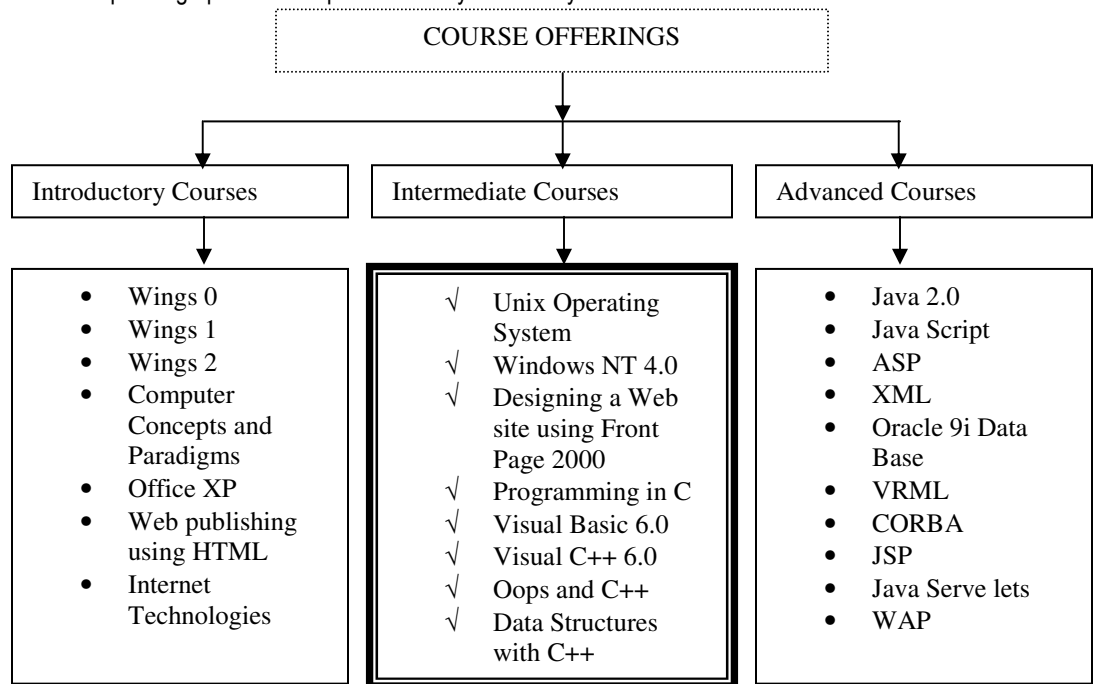 COURSE OFFERINGS
Introductory Courses
Intermediate Courses
Advanced Courses
• Wings 0
• Wings 1
• Wings 2
• Computer
Concepts and
Paradigms
• Office XP
• Web publishing
using HTML
• Internet
Technologies
√ Unix Operating
System
√ Windows NT 4.0
√ Designing a Web
site using Front
Page 2000
√ Programming in C
√ Visual Basic 6.0
√ Visual C++ 6.0
√ Oops and C++
√ Data Structures
with C++
• Java 2.0
• Java Script
• ASP
• XML
• Oracle 9i Data
Base
• VRML
• CORBA
• JSP
• Java Serve lets
• WAP